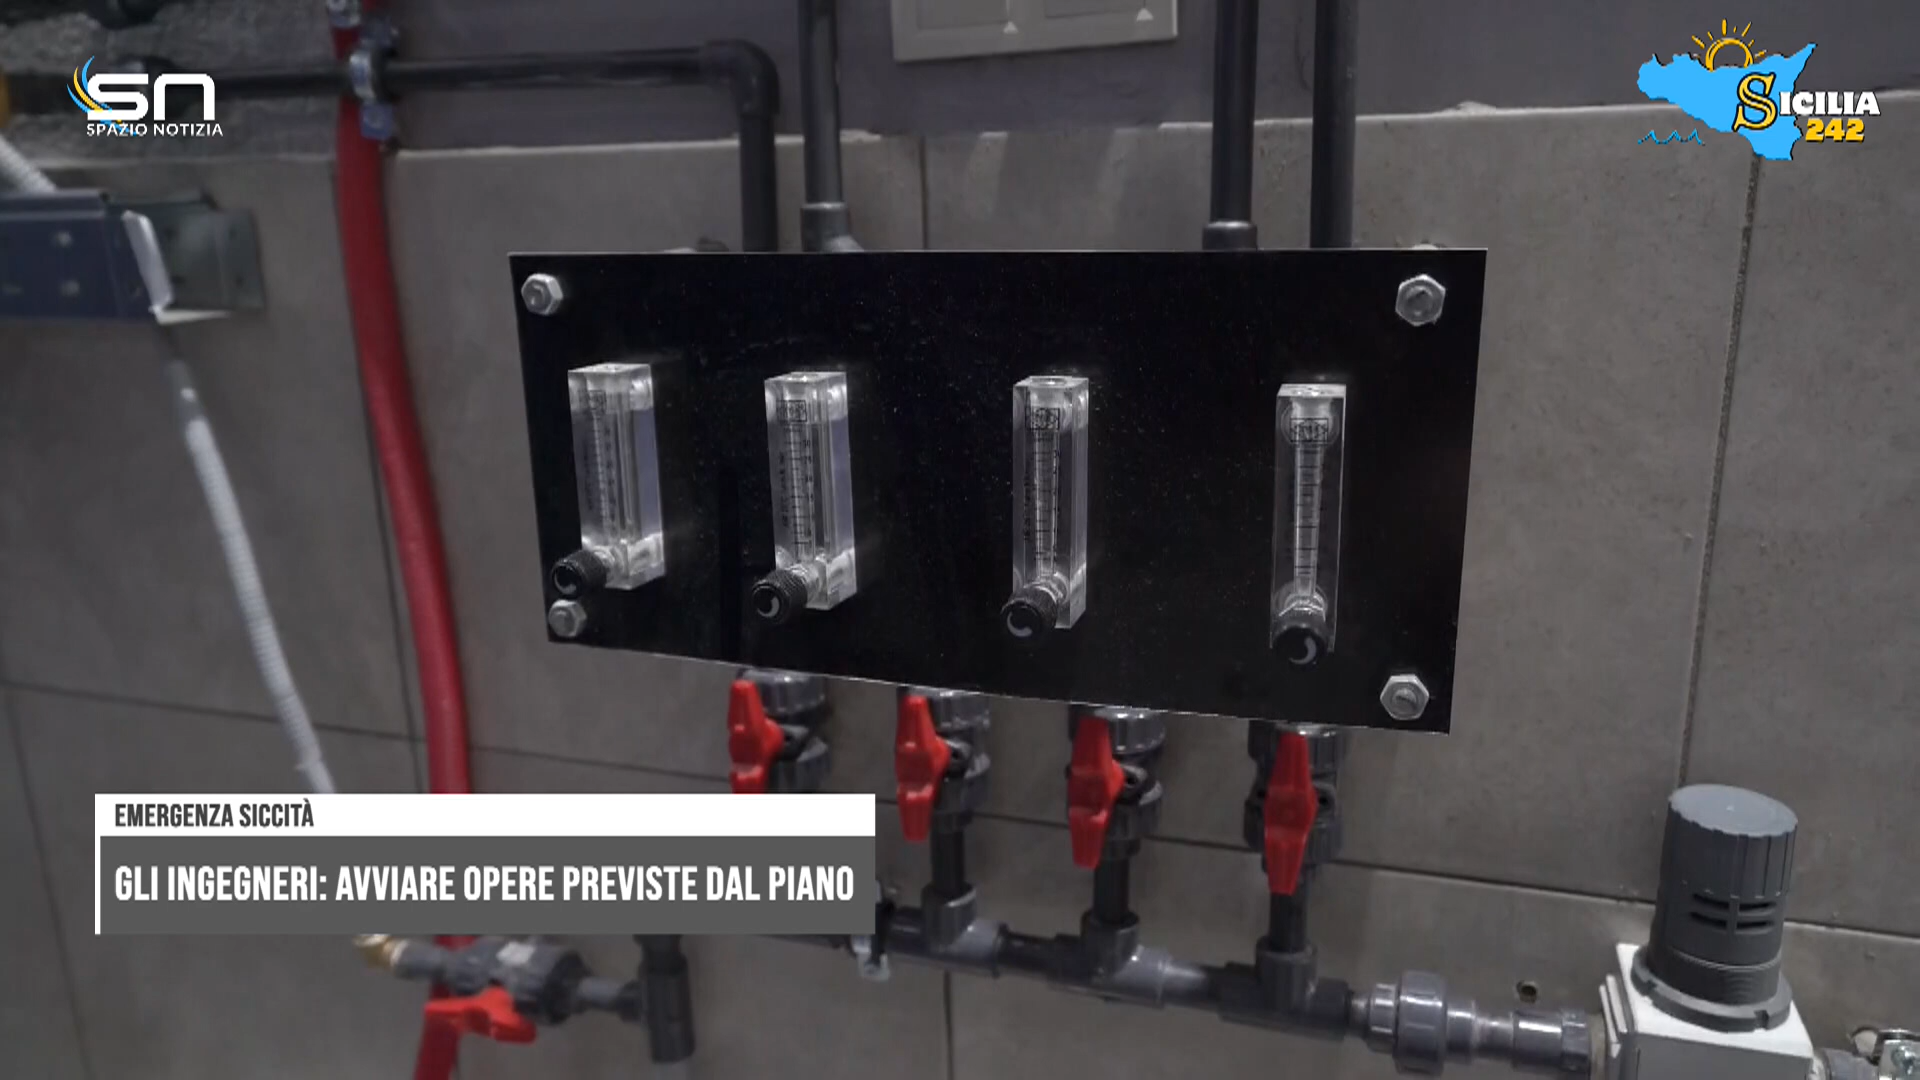 SN
SPAZIO NOTIZIA
SICILIA
242
EMERGENZA SICCITÀ
GLI INGEGNERI: AVVIARE OPERE PREVISTE DAL PIANO